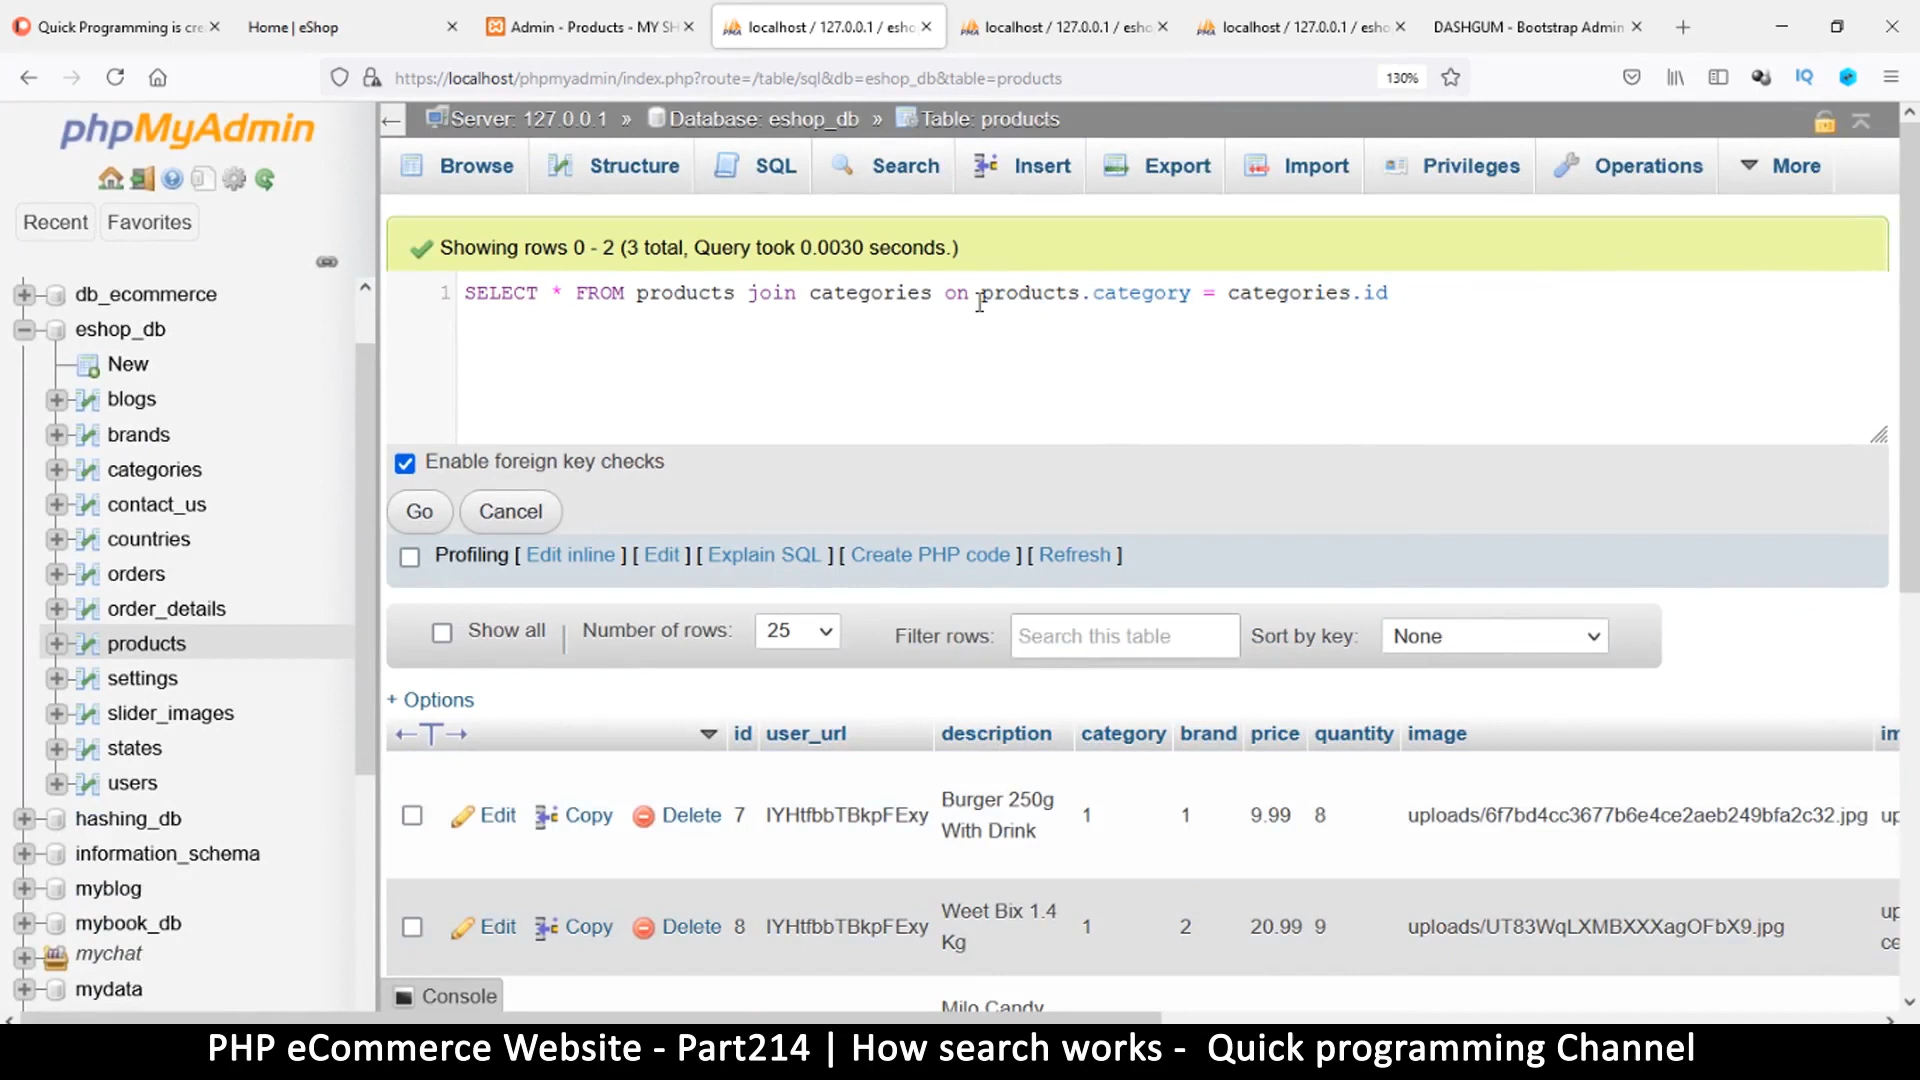 Quick Programming is cre
Home | eShop
Admin - Products - MY SH
localhost / 127.0.0.1 / esho
localhost / 127.0.0.1 / esho
localhost / 127.0.0.1 / esho
DASHGUM - Bootstrap Admin
https://localhost/phpmyadmin/index.php?route=/table/sql&db=eshop_db&table=products
130%
IQ
phpMyAdmin
Recent
Favorites
db_ecommerce
eshop_db
New
blogs
brands
categories
contact_us
countries
orders
order_details
products
settings
slider_images
states
users
hashing_db
information_schema
myblog
mybook_db
mychat
mydata
Server: 127.0.0.1 » Database: eshop_db » Table: products
Browse Structure SQL Search Insert Export Import Privileges Operations More
Showing rows 0 - 2 (3 total, Query took 0.0030 seconds.)
1 SELECT * FROM products join categories on products.category = categories.id
Enable foreign key checks
Go Cancel
Profiling [ Edit inline ] [ Edit ] [ Explain SQL ] [ Create PHP code ] [ Refresh ]
Show all | Number of rows: 25 Filter rows: Search this table Sort by key: None
+ Options
←T→ id user_url description category brand price quantity image im
Edit Copy Delete 7 IYHtfbbTBkpFExy Burger 250g With Drink 1 1 9.99 8 uploads/6f7bd4cc3677b6e4ce2aeb249bfa2c32.jpg up
Edit Copy Delete 8 IYHtfbbTBkpFExy Weet Bix 1.4 Kg 1 2 20.99 9 uploads/UT83WqLXMBXXXagOFbX9.jpg up ce
Milo Candy
Console
PHP eCommerce Website - Part214 | How search works - Quick programming Channel